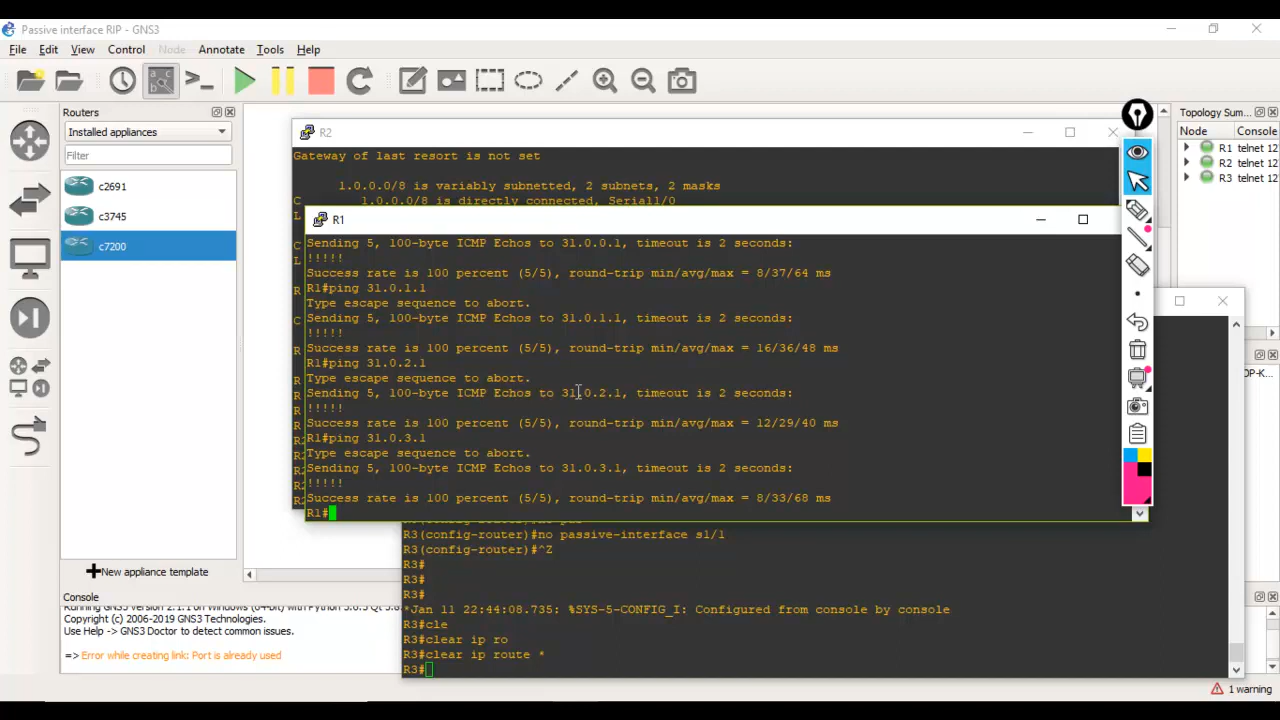 Passive interface RIP - GNS3
File Edit View Control Node Annotate Tools Help
Routers
Installed appliances
Filter
c2691
c3745
c7200
New appliance template
Console
Copyright (c) 2006-2019 GNS3 Technologies.
Use Help -> GNS3 Doctor to detect common issues.
=> Error while creating link: Port is already used
R2
Gateway of last resort is not set
1.0.0.0/8 is variably subnetted, 2 subnets, 2 masks
C 1.0.0.0/8 is directly connected, Serial1/0
L
C
L
R
C
R
R
R
R
R
R1
Sending 5, 100-byte ICMP Echos to 31.0.0.1, timeout is 2 seconds:
!!!!!
Success rate is 100 percent (5/5), round-trip min/avg/max = 8/37/64 ms
R1#ping 31.0.1.1
Type escape sequence to abort.
Sending 5, 100-byte ICMP Echos to 31.0.1.1, timeout is 2 seconds:
!!!!!
Success rate is 100 percent (5/5), round-trip min/avg/max = 16/36/48 ms
R1#ping 31.0.2.1
Type escape sequence to abort.
Sending 5, 100-byte ICMP Echos to 31.0.2.1, timeout is 2 seconds:
!!!!!
Success rate is 100 percent (5/5), round-trip min/avg/max = 12/29/40 ms
R1#ping 31.0.3.1
Type escape sequence to abort.
Sending 5, 100-byte ICMP Echos to 31.0.3.1, timeout is 2 seconds:
!!!!!
Success rate is 100 percent (5/5), round-trip min/avg/max = 8/33/68 ms
R1#
R3(config-router)#no passive-interface s1/1
R3(config-router)#^Z
R3#
R3#
R3#
*Jan 11 22:44:08.735: %SYS-5-CONFIG_I: Configured from console by console
R3#cle
R3#clear ip ro
R3#clear ip route *
R3#
Topology Sum
Node Console
R1 telnet 12
R2 telnet 12
R3 telnet 12
1 warning